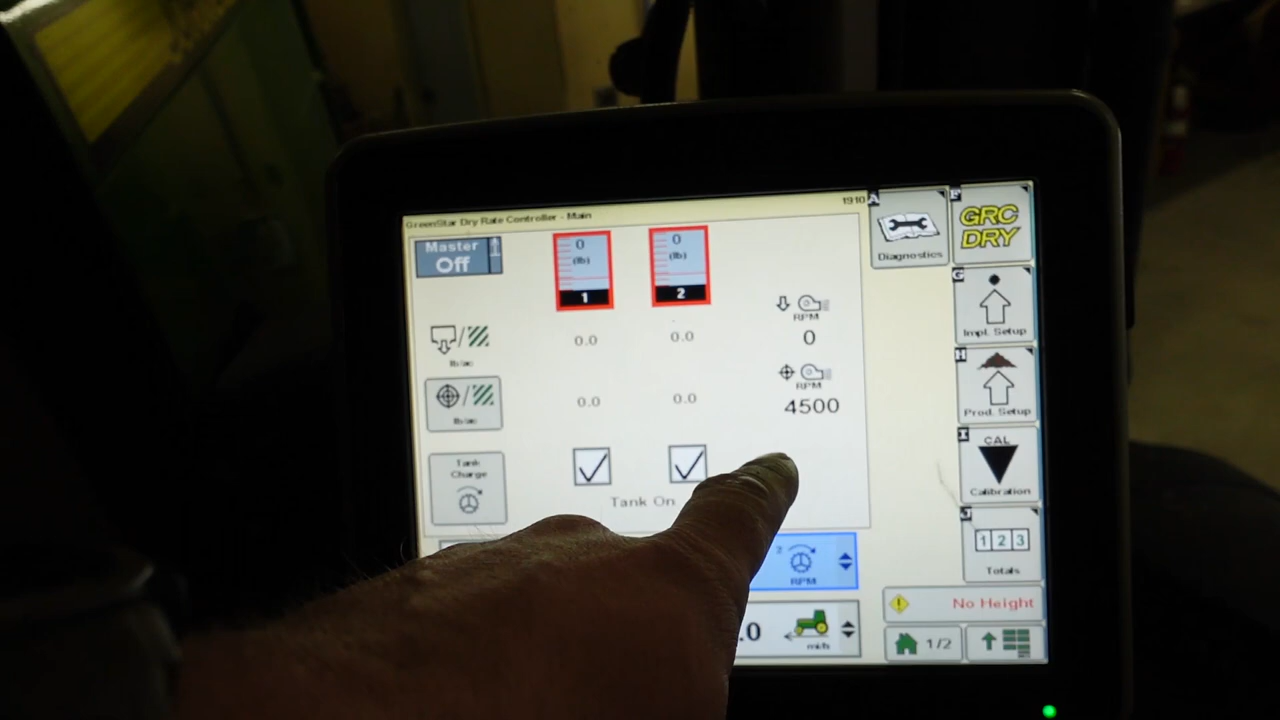 GreenStar Dry Rate Controller - Main
1910
Master
Off
0
(lb)
1
0
(lb)
2
RPM
0
lb/ac
0.0
0.0
RPM
4500
lb/ac
0.0
0.0
Tank
Charge
Tank On
2
RPM
.0
mi/h
A
Diagnostics
F
GRC
DRY
G
Impl. Setup
H
Prod. Setup
I
CAL
Calibration
J
1 2 3
Totals
No Height
1/2